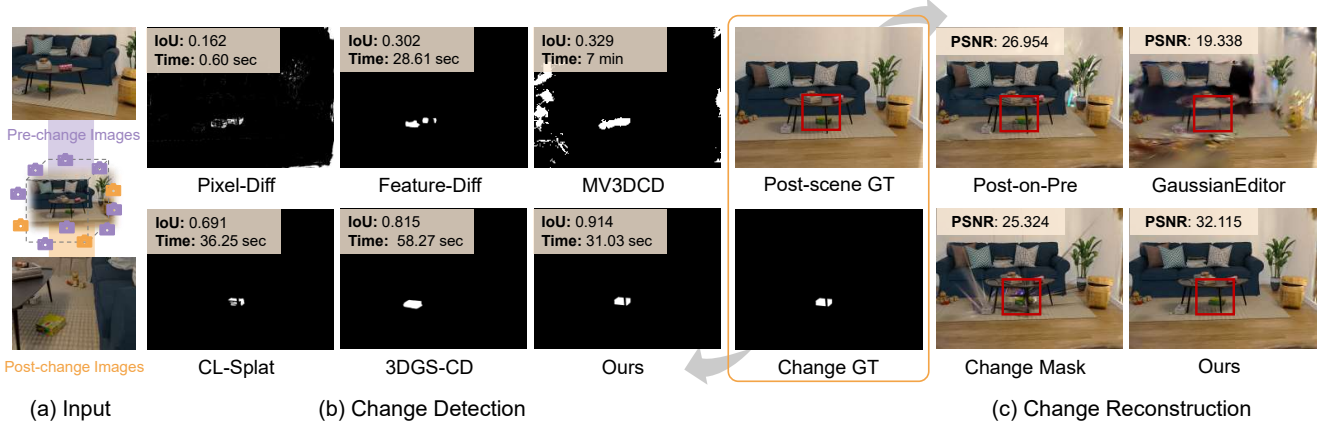 Pre-change Images
Post-change Images
(a) Input
IoU: 0.162
Time: 0.60 sec
Pixel-Diff
IoU: 0.302
Time: 28.61 sec
Feature-Diff
IoU: 0.329
Time: 7 min
MV3DCD
IoU: 0.691
Time: 36.25 sec
CL-Splat
IoU: 0.815
Time: 58.27 sec
3DGS-CD
IoU: 0.914
Time: 31.03 sec
Ours
(b) Change Detection
Post-scene GT
Change GT
PSNR: 26.954
Post-on-Pre
PSNR: 19.338
GaussianEditor
PSNR: 25.324
Change Mask
PSNR: 32.115
Ours
(c) Change Reconstruction